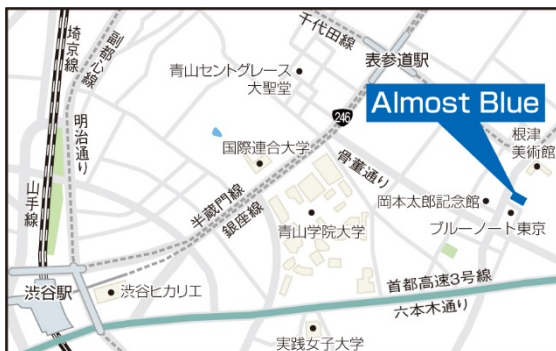 埼京線
副都心線
千代田線
表参道駅
青山セントグレース
大聖堂
246
Almost Blue
明治通り
国際連合大学
骨董通り
根津
美術館
半蔵門線
銀座線
山手線
岡本太郎記念館
青山学院大学
ブルーノート東京
渋谷駅
渋谷ヒカリエ
首都高速3号線
六本木通り
実践女子大学